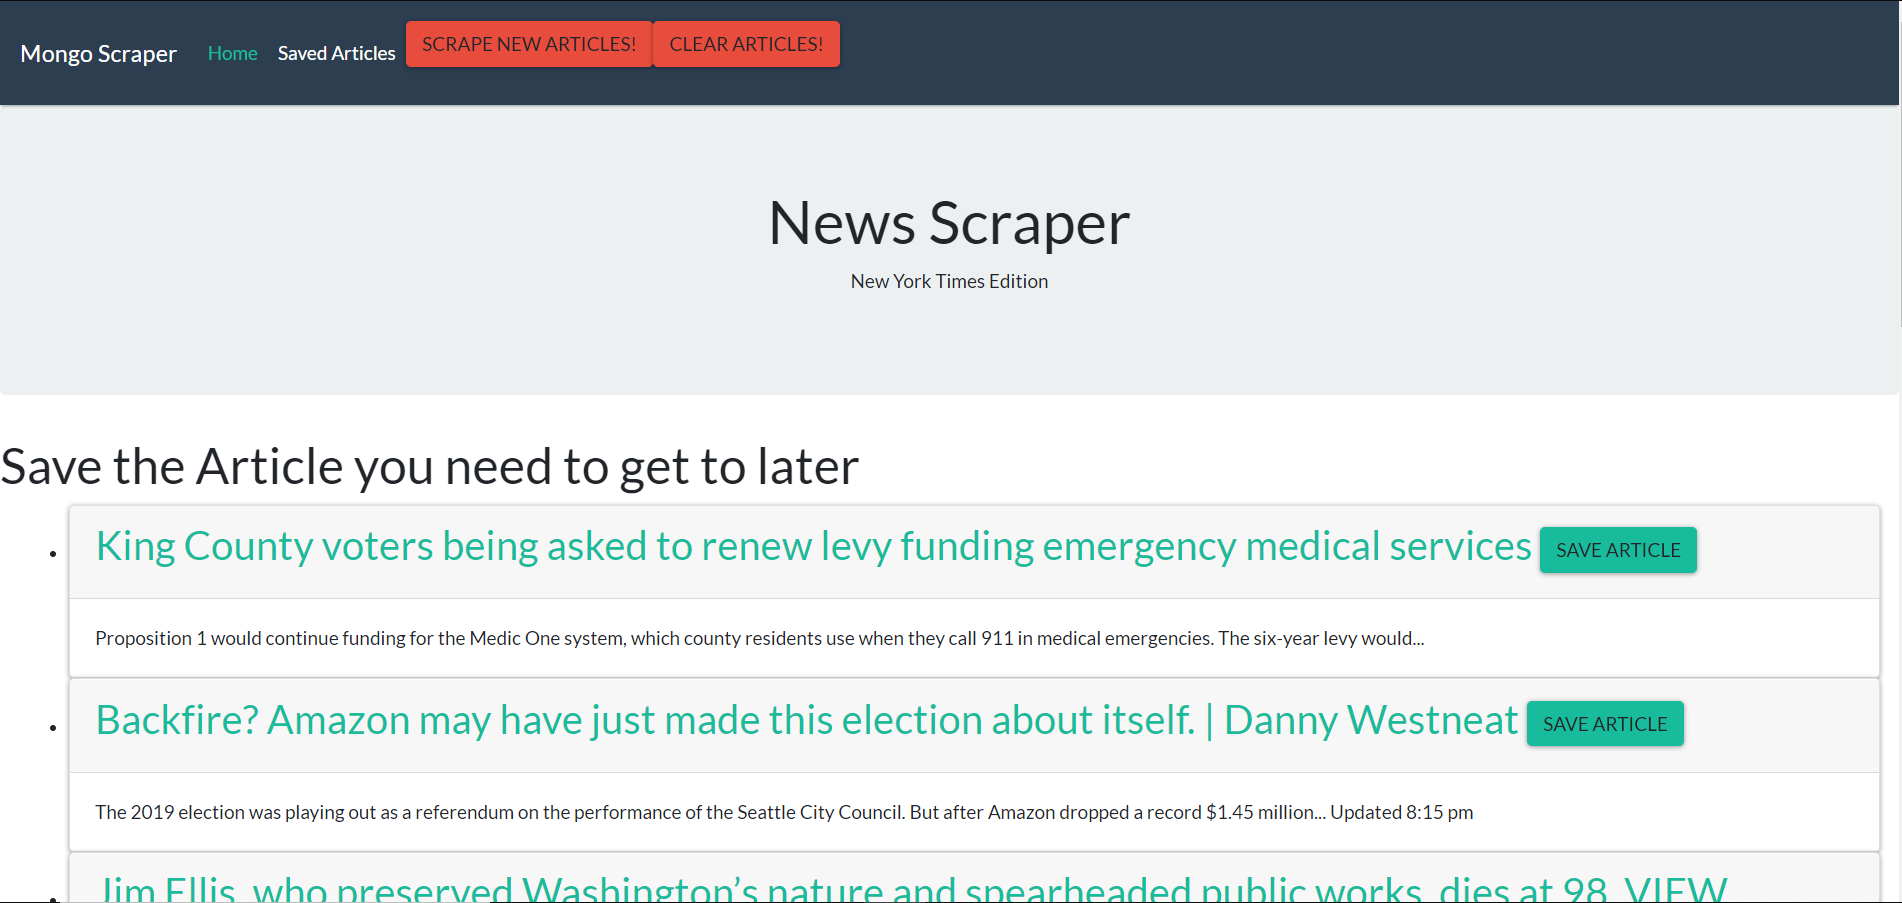 Mongo Scraper Home Saved Articles SCRAPE NEW ARTICLES! CLEAR ARTICLES!
News Scraper
New York Times Edition
Save the Article you need to get to later
King County voters being asked to renew levy funding emergency medical services SAVE ARTICLE
Proposition 1 would continue funding for the Medic One system, which county residents use when they call 911 in medical emergencies. The six-year levy would...
Backfire? Amazon may have just made this election about itself. | Danny Westneat SAVE ARTICLE
The 2019 election was playing out as a referendum on the performance of the Seattle City Council. But after Amazon dropped a record $1.45 million... Updated 8:15 pm
Jim Ellis, who preserved Washington’s nature and spearheaded public works, dies at 98 VIEW